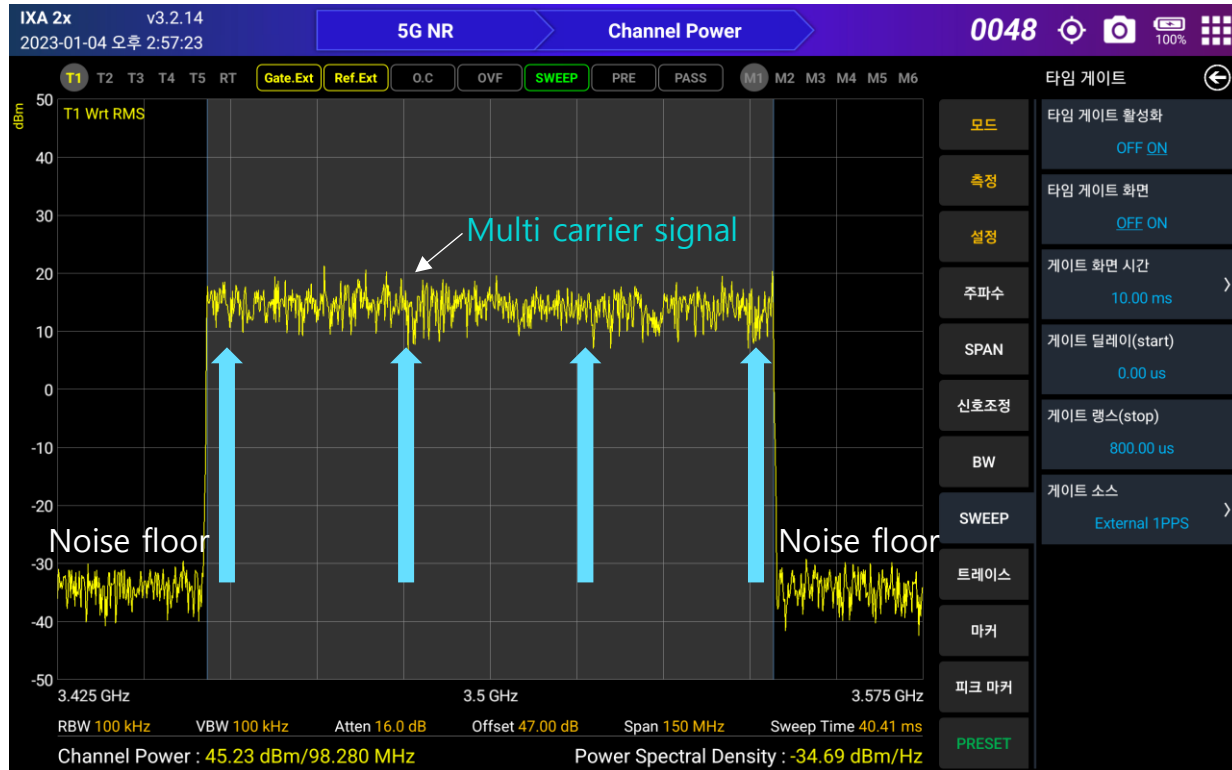 IXA 2x v3.2.14
2023-01-04 오후 2:57:23
5G NR
Channel Power
0048
100%
T1 T2 T3 T4 T5 RT Gate.Ext Ref.Ext O.C OVF SWEEP PRE PASS M1 M2 M3 M4 M5 M6
dBm
T1 Wrt RMS
50
40
30
20
10
0
-10
-20
-30
-40
-50
Multi carrier signal
Noise floor
Noise floor
3.425 GHz 3.5 GHz 3.575 GHz
RBW 100 kHz VBW 100 kHz Atten 16.0 dB Offset 47.00 dB Span 150 MHz Sweep Time 40.41 ms
Channel Power : 45.23 dBm/98.280 MHz Power Spectral Density : -34.69 dBm/Hz
모드
측정
설정
주파수
SPAN
신호조정
BW
SWEEP
트레이스
마커
피크 마커
PRESET
타임 게이트
타임 게이트 활성화
OFF ON
타임 게이트 화면
OFF ON
게이트 화면 시간
10.00 ms
게이트 딜레이(start)
0.00 us
게이트 랭스(stop)
800.00 us
게이트 소스
External 1PPS